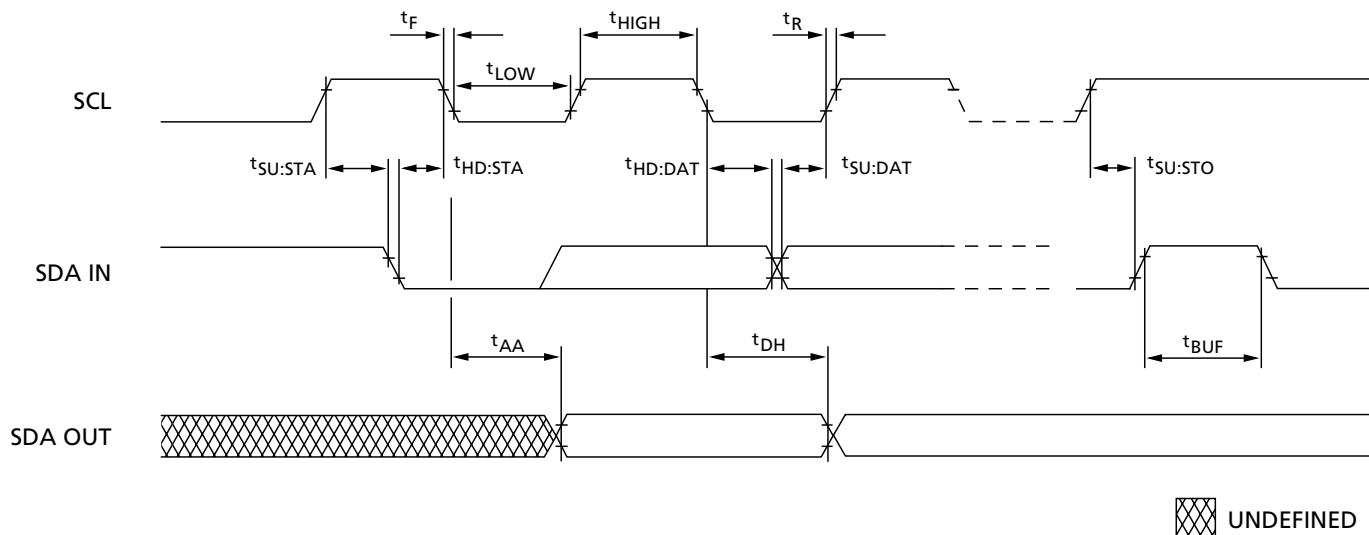 tF
tHIGH
tR
tLOW
SCL
tSU:STA
tHD:STA
tHD:DAT
tSU:DAT
tSU:STO
SDA IN
tAA
tDH
tBUF
SDA OUT
UNDEFINED